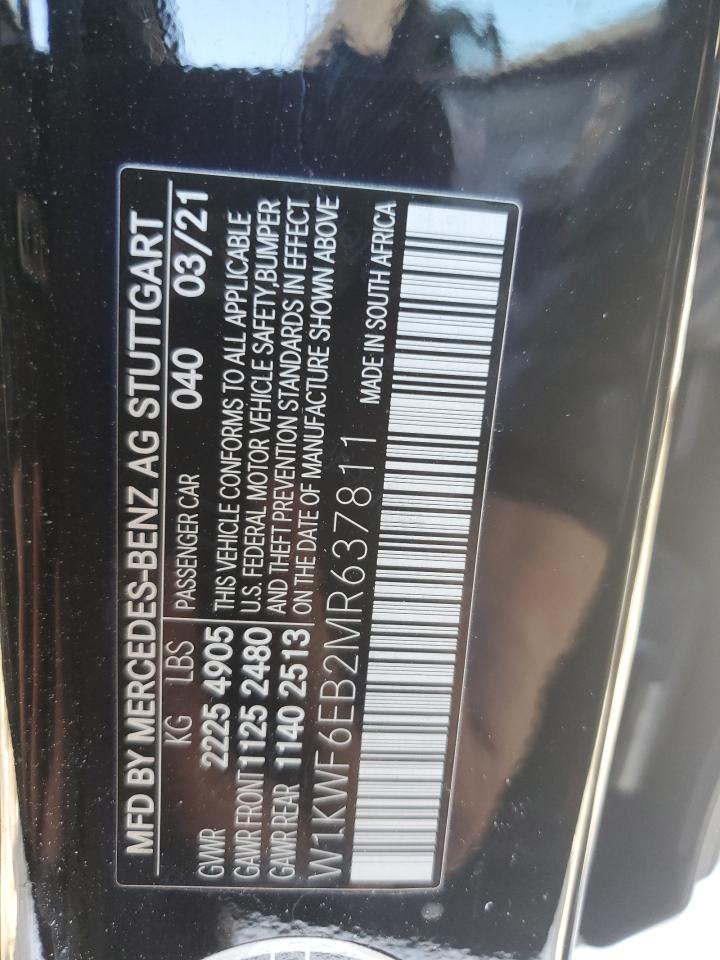 MFD BY MERCEDES-BENZ AG STUTTGART
KG LBS PASSENGER CAR 040 03/21
GVWR 2225 4905 THIS VEHICLE CONFORMS TO ALL APPLICABLE
GAWR FRONT 1125 2480 U.S. FEDERAL MOTOR VEHICLE SAFETY,BUMPER
GAWR REAR 1140 2513 AND THEFT PREVENTION STANDARDS IN EFFECT
ON THE DATE OF MANUFACTURE SHOWN ABOVE
W1KWF6EB2MR637811 MADE IN SOUTH AFRICA